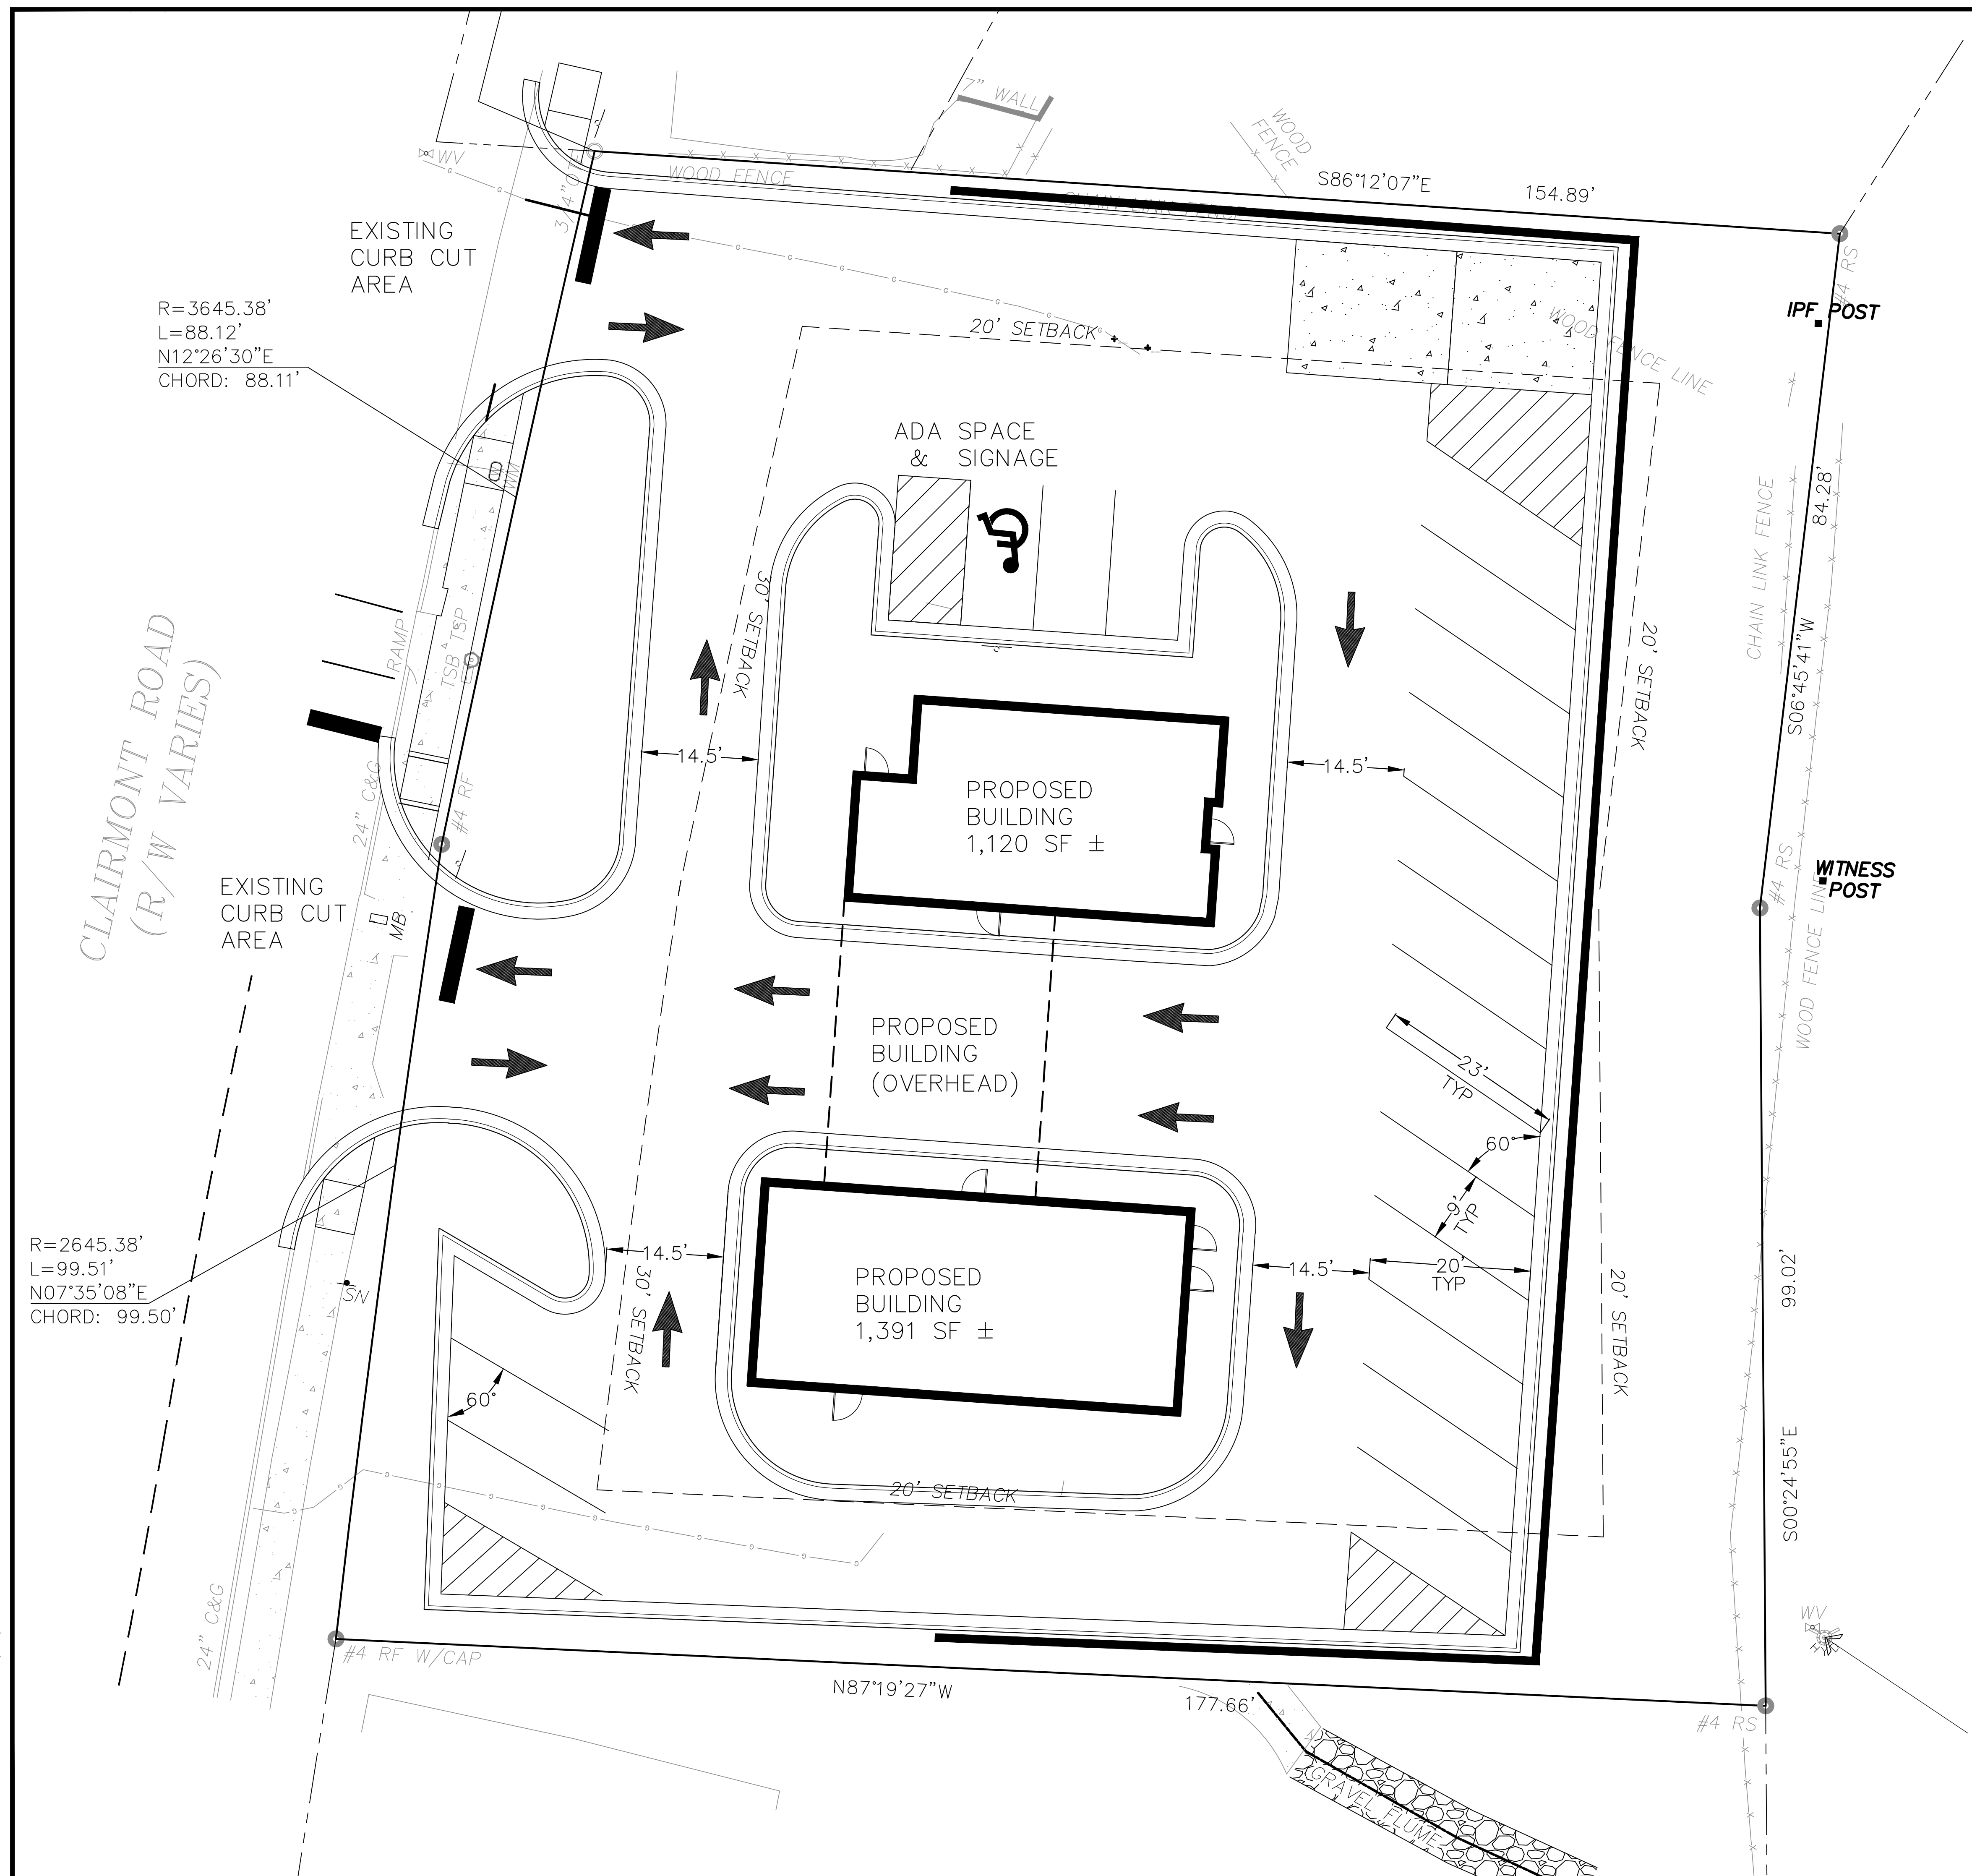 7" WALL
WOOD
FENCE
S86°12'07"E
154.89'
WV
WOOD FENCE
CHAIN LINK FENCE
EXISTING
CURB CUT
AREA
#4 RS
IPF POST
R=3645.38'
L=88.12'
N12°26'30"E
CHORD: 88.11'
20' SETBACK
WOOD FENCE LINE
ADA SPACE
& SIGNAGE
WM
CHAIN LINK FENCE
84.28'
S06°45'41"W
30' SETBACK
20' SETBACK
RAMP
TSB TSP
CLAIRMONT ROAD
(R/W VARIES)
14.5'
14.5'
PROPOSED
BUILDING
1,120 SF ±
24" C&G
#4 RF
#4 RS
WITNESS
POST
WOOD FENCE LINE
EXISTING
CURB CUT
AREA
MB
PROPOSED
BUILDING
(OVERHEAD)
23'
TYP
60°
9'
TYP
R=2645.38'
L=99.51'
N07°35'08"E
CHORD: 99.50'
14.5'
14.5'
20'
TYP
99.02'
SN
PROPOSED
BUILDING
1,391 SF ±
30' SETBACK
20' SETBACK
60°
20' SETBACK
S00°24'55"E
24" C&G
WV
#4 RF W/CAP
N87°19'27"W
177.66'
#4 RS
GRAVEL FLUME